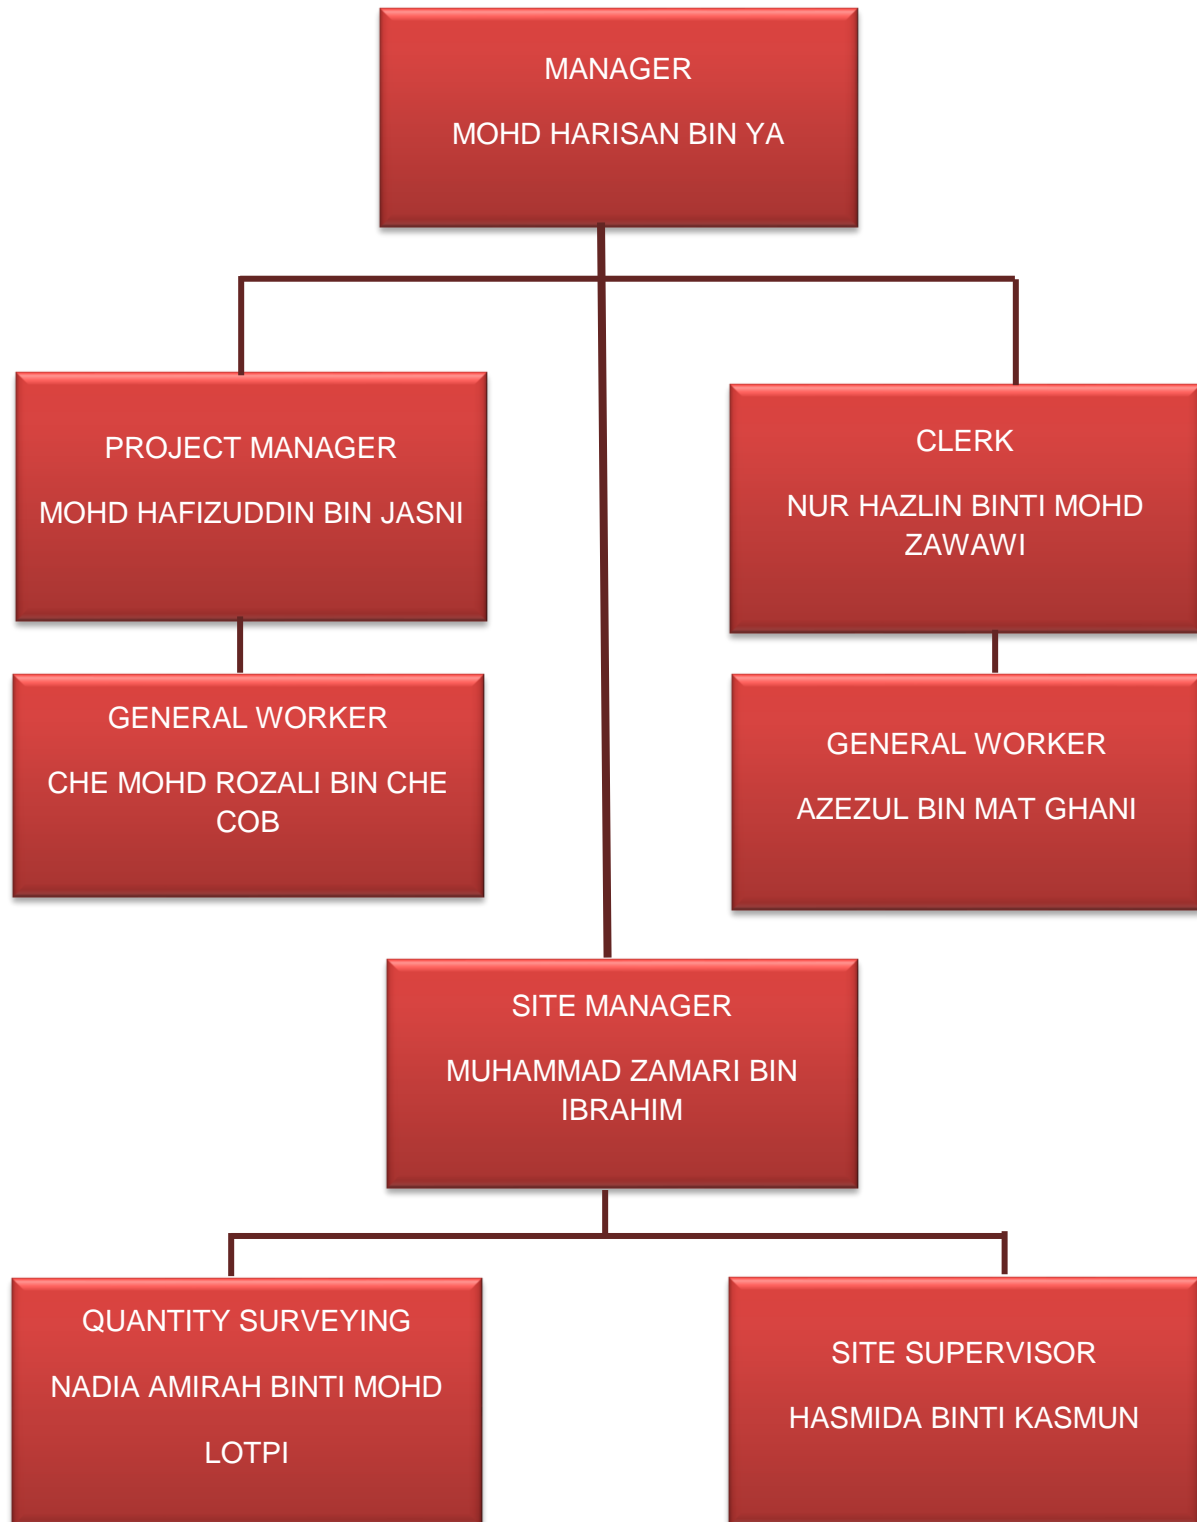 MANAGER
MOHD HARISAN BIN YA
PROJECT MANAGER
MOHD HAFIZUDDIN BIN JASNI
CLERK
NUR HAZLIN BINTI MOHD
ZAWAWI
GENERAL WORKER
CHE MOHD ROZALI BIN CHE
COB
GENERAL WORKER
AZEZUL BIN MAT GHANI
SITE MANAGER
MUHAMMAD ZAMARI BIN
IBRAHIM
QUANTITY SURVEYING
NADIA AMIRAH BINTI MOHD
LOTPI
SITE SUPERVISOR
HASMIDA BINTI KASMUN